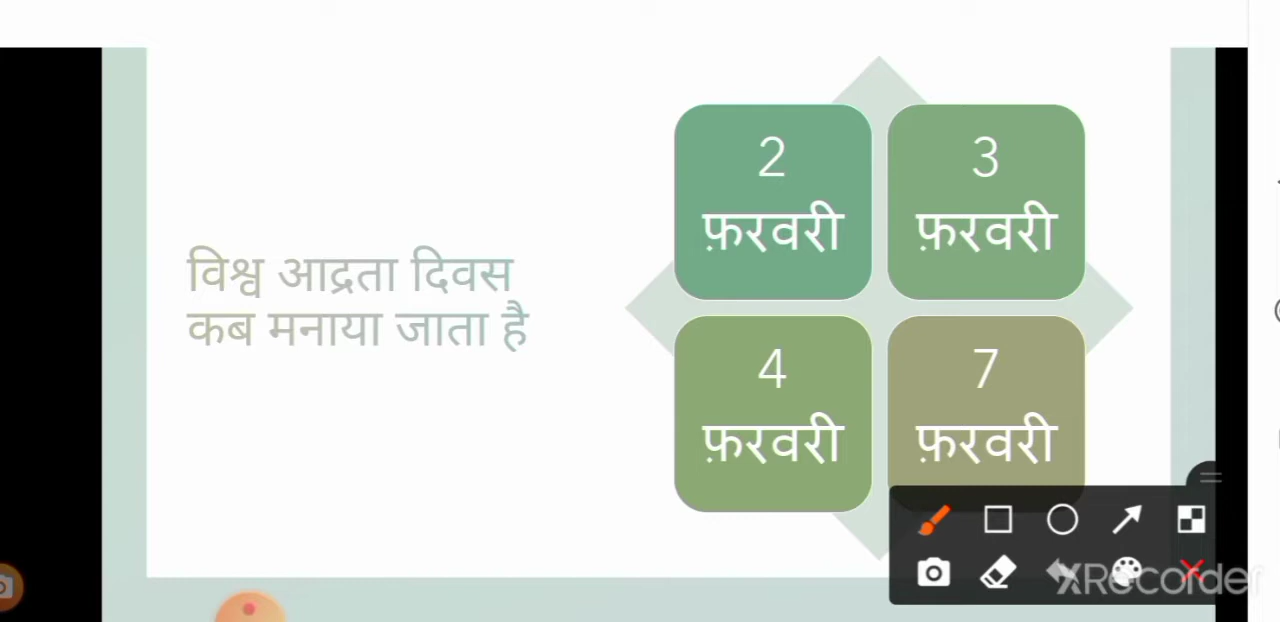 विश्व आद्रता दिवस
कब मनाया जाता है
2
फ़रवरी
3
फ़रवरी
4
फ़रवरी
7
फ़रवरी
XRecorder